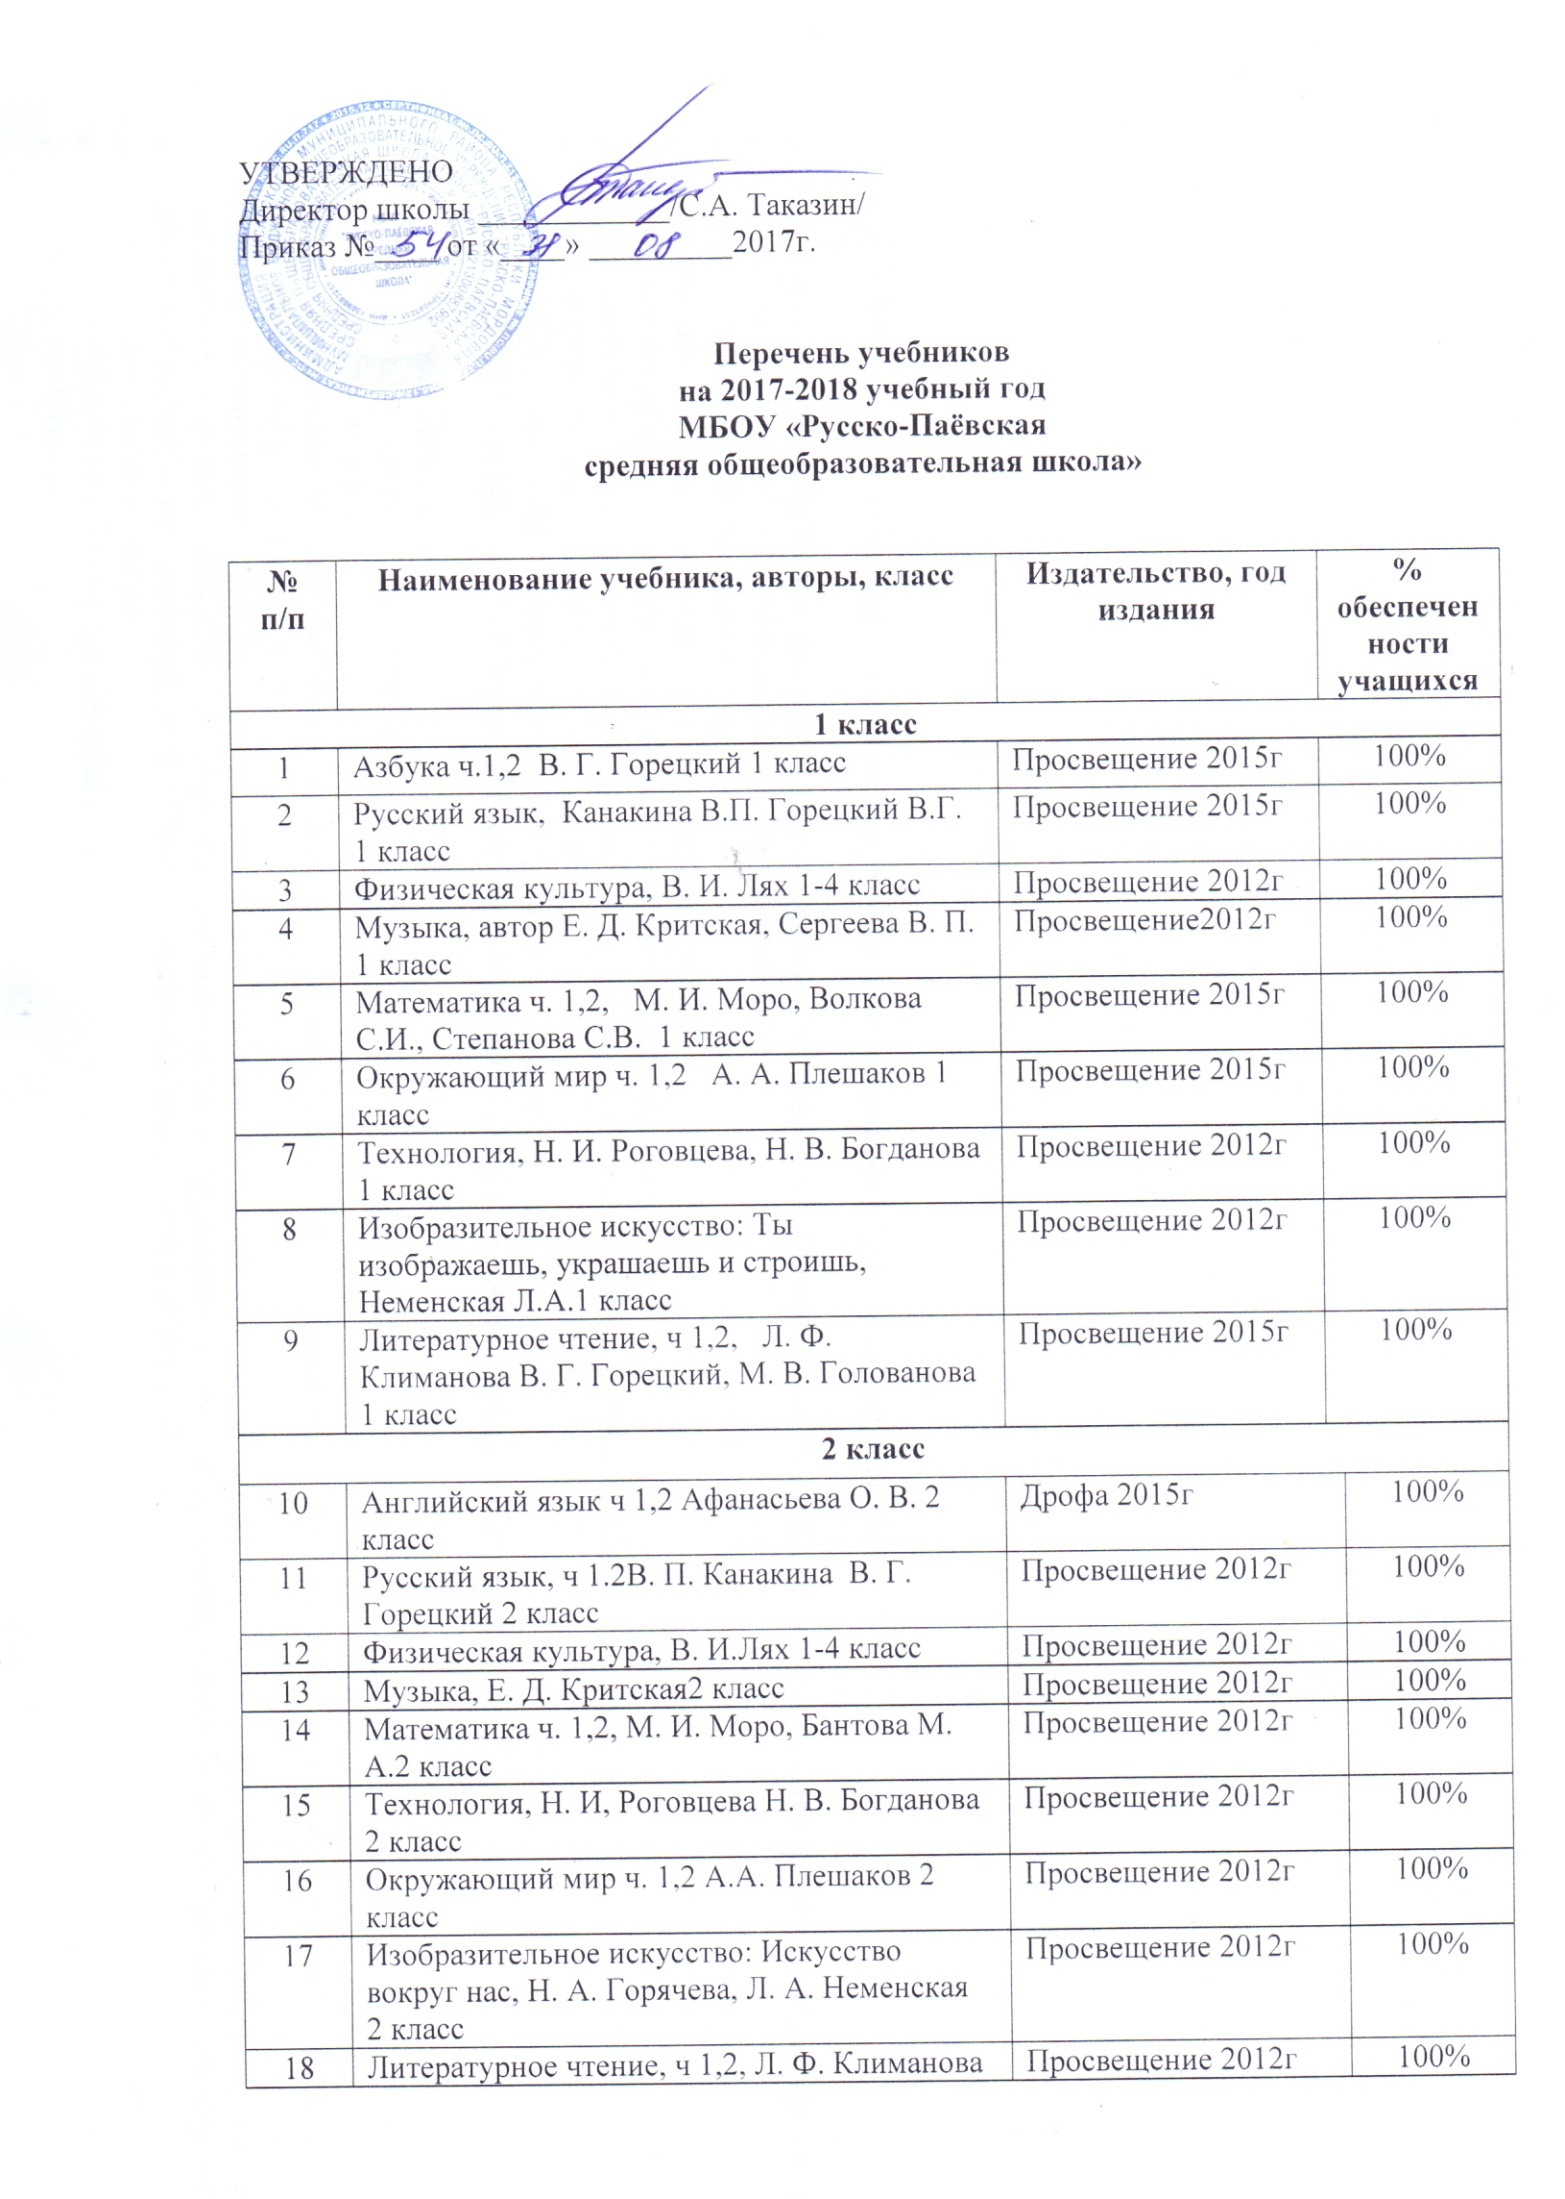 УТВЕРЖДЕНО
Директор школы ____________/С.А. Таказин/
Приказ №____54 от «31» 08 2017г.
Перечень учебников
на 2017-2018 учебный год
МБОУ «Русско-Паёвская
средняя общеобразовательная школа»
№ п/п Наименование учебника, авторы, класс Издательство, год издания % обеспечен ности учащихся
1 класс
1 Азбука ч.1,2 В. Г. Горецкий 1 класс Просвещение 2015г 100%
2 Русский язык, Канакина В.П. Горецкий В.Г. Просвещение 2015г 100%
1 класс
3 Физическая культура, В. И. Лях 1-4 класс Просвещение 2012г 100%
4 Музыка, автор Е. Д. Критская, Сергеева В. П. Просвещение2012г 100%
1 класс
5 Математика ч. 1,2, М. И. Моро, Волкова Просвещение 2015г 100%
С.И., Степанова С.В. 1 класс
6 Окружающий мир ч. 1,2 А. А. Плешаков 1 Просвещение 2015г 100%
класс
7 Технология, Н. И. Роговцева, Н. В. Богданова Просвещение 2012г 100%
1 класс
8 Изобразительное искусство: Ты Просвещение 2012г 100%
изображаешь, украшаешь и строишь,
Неменская Л.А.1 класс
9 Литературное чтение, ч 1,2, Л. Ф. Просвещение 2015г 100%
Климанова В. Г. Горецкий, М. В. Голованова
1 класс
2 класс
10 Английский язык ч 1,2 Афанасьева О. В. 2 Дрофа 2015г 100%
класс
11 Русский язык, ч 1.2В. П. Канакина В. Г. Просвещение 2012г 100%
Горецкий 2 класс
12 Физическая культура, В. И.Лях 1-4 класс Просвещение 2012г 100%
13 Музыка, Е. Д. Критская2 класс Просвещение 2012г 100%
14 Математика ч. 1,2, М. И. Моро, Бантова М. Просвещение 2012г 100%
А.2 класс
15 Технология, Н. И, Роговцева Н. В. Богданова Просвещение 2012г 100%
2 класс
16 Окружающий мир ч. 1,2 А.А. Плешаков 2 Просвещение 2012г 100%
класс
17 Изобразительное искусство: Искусство Просвещение 2012г 100%
вокруг нас, Н. А. Горячева, Л. А. Неменская
2 класс
18 Литературное чтение, ч 1,2, Л. Ф. Климанова Просвещение 2012г 100%